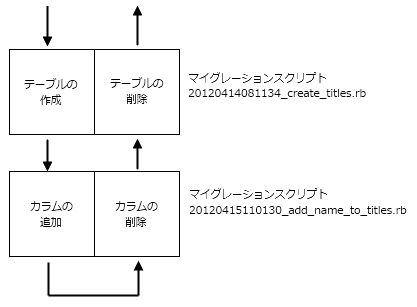 テーブルの
作成
テーブルの
削除
マイグレーションスクリプト
20120414081134_create_titles.rb
カラムの
追加
カラムの
削除
マイグレーションスクリプト
20120415110130_add_name_to_titles.rb